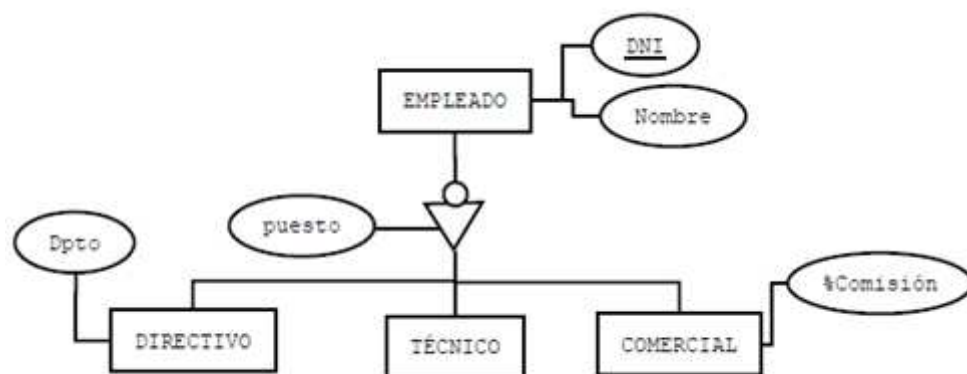 DNI
EMPLEADO
Nombre
puesto
Dpto
%Comisión
DIRECTIVO
TÉCNICO
COMERCIAL